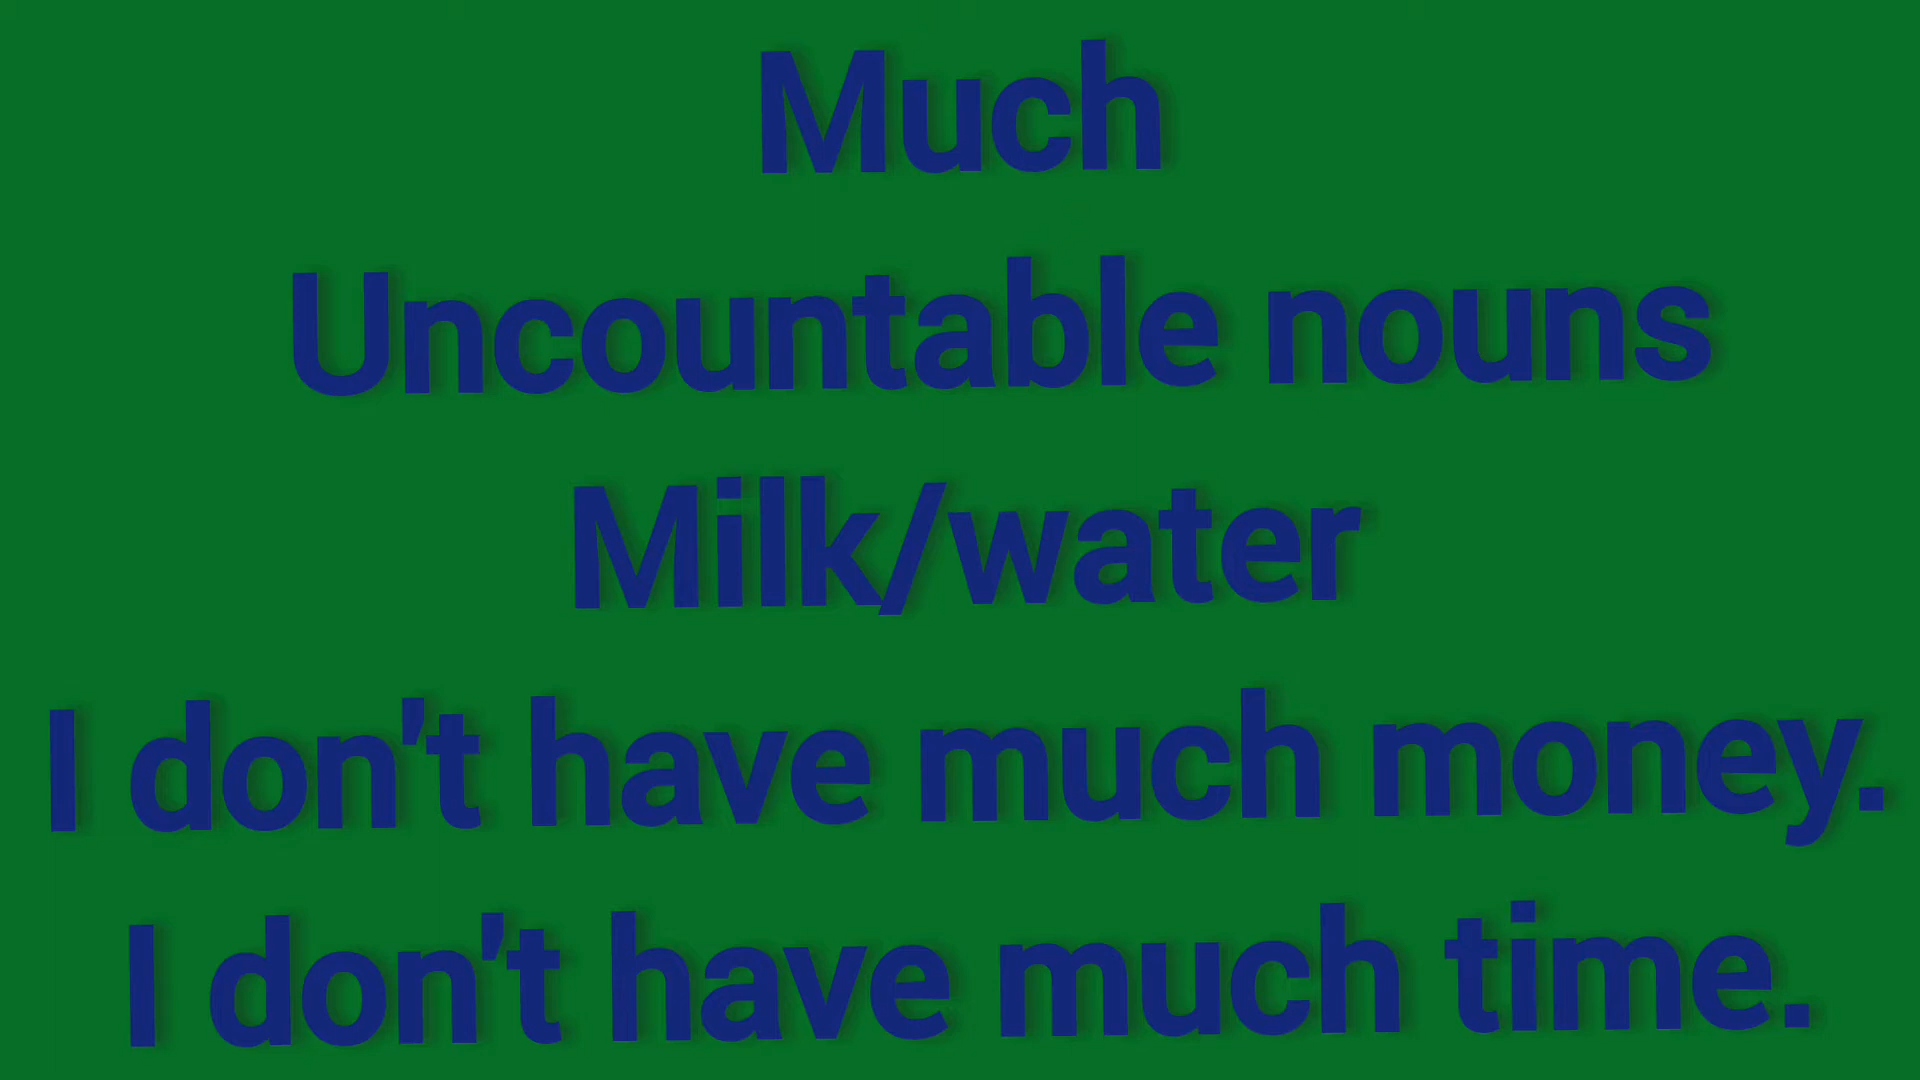 Much
Uncountable nouns
Milk/water
I don't have much money.
I don't have much time.